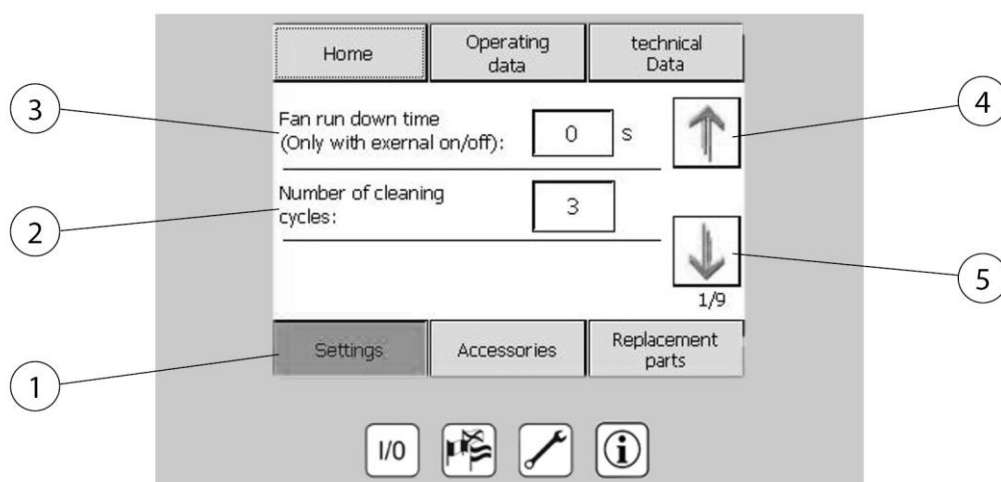 Home
Operating
data
technical
Data
3
Fan run down time
(Only with exernal on/off):
0
s
4
2
Number of cleaning
cycles:
3
5
1/9
1
Settings
Accessories
Replacement
parts
I/0
i